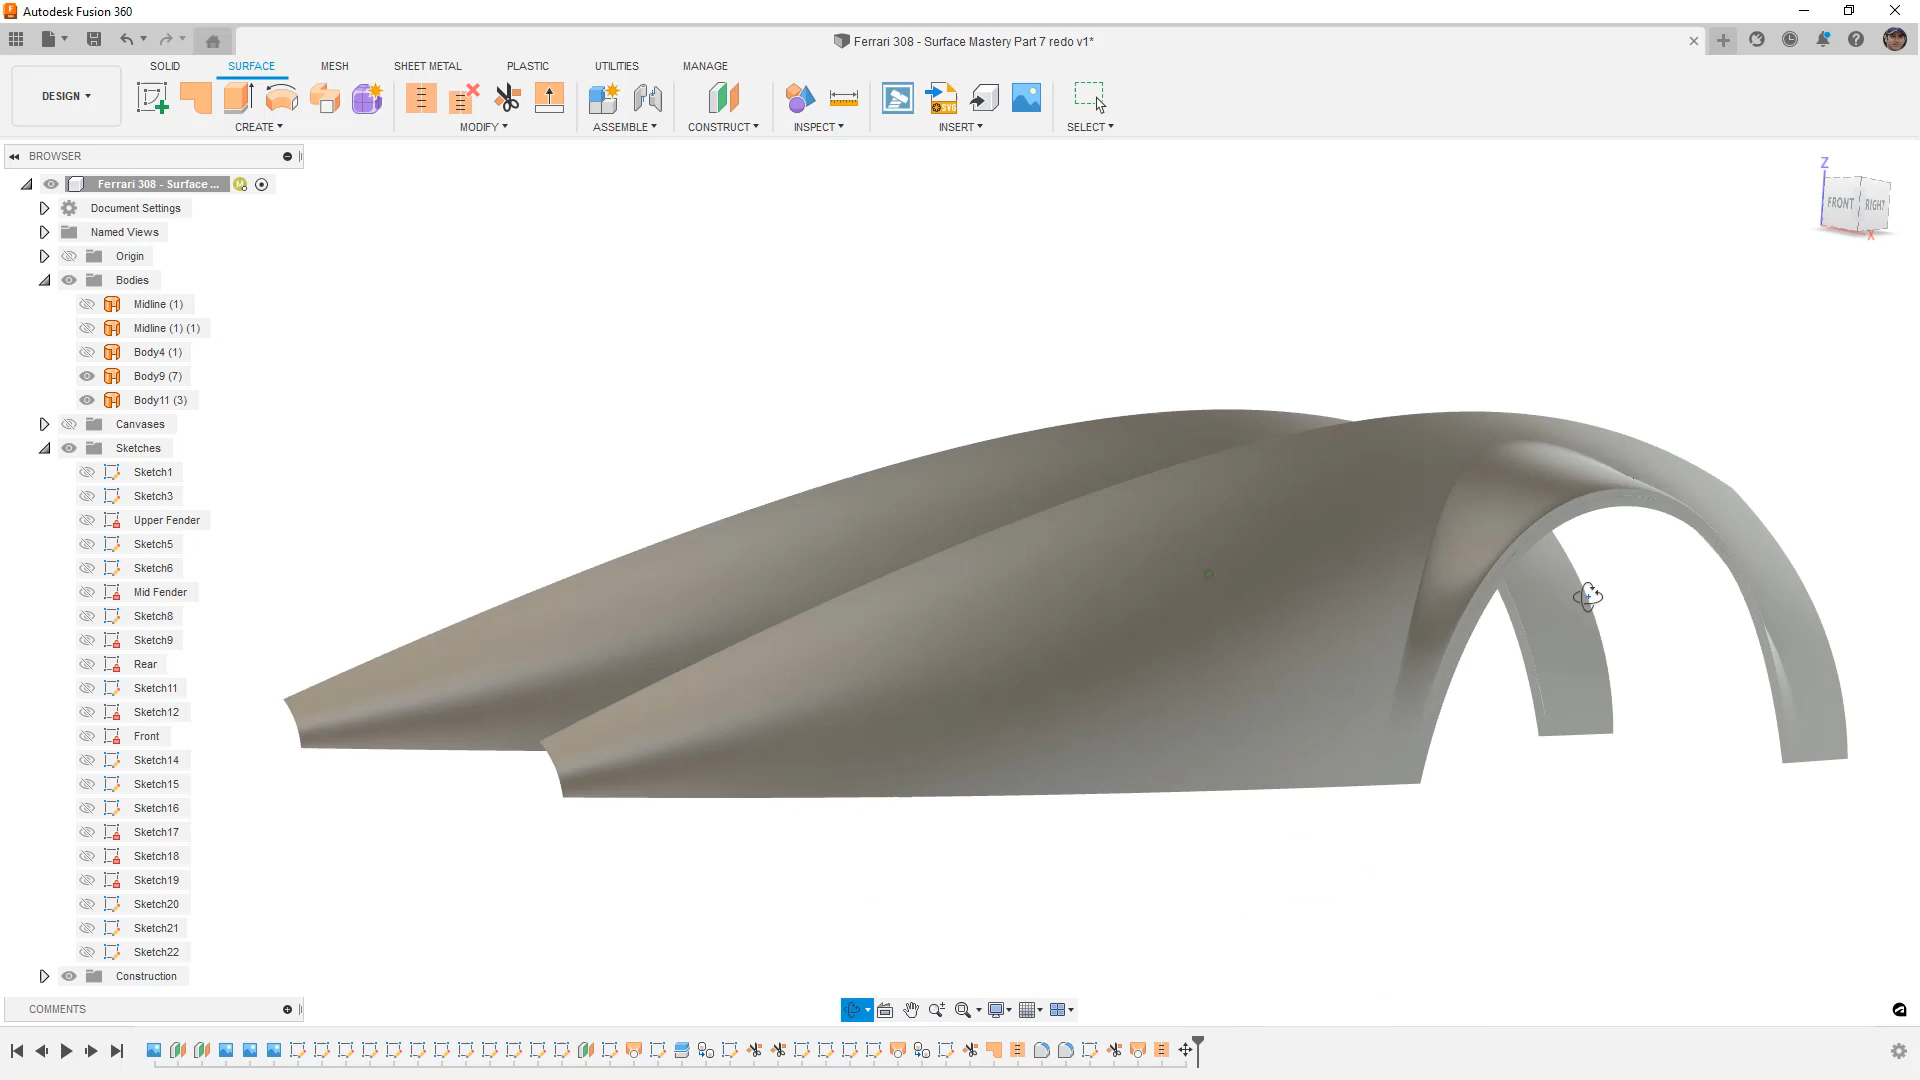 Autodesk Fusion 360
Ferrari 308 - Surface Mastery Part 7 redo v1*
SOLID SURFACE MESH SHEET METAL PLASTIC UTILITIES MANAGE
DESIGN
SVG
CREATE MODIFY ASSEMBLE CONSTRUCT INSPECT INSERT SELECT
BROWSER
Ferrari 308 - Surface ...
Document Settings
Named Views
Origin
Bodies
Midline (1)
Midline (1) (1)
Body4 (1)
Body9 (7)
Body11 (3)
Canvases
Sketches
Sketch1
Sketch3
Upper Fender
Sketch5
Sketch6
Mid Fender
Sketch8
Sketch9
Rear
Sketch11
Sketch12
Front
Sketch14
Sketch15
Sketch16
Sketch17
Sketch18
Sketch19
Sketch20
Sketch21
Sketch22
Construction
COMMENTS
Z
FRONT RIGHT
X